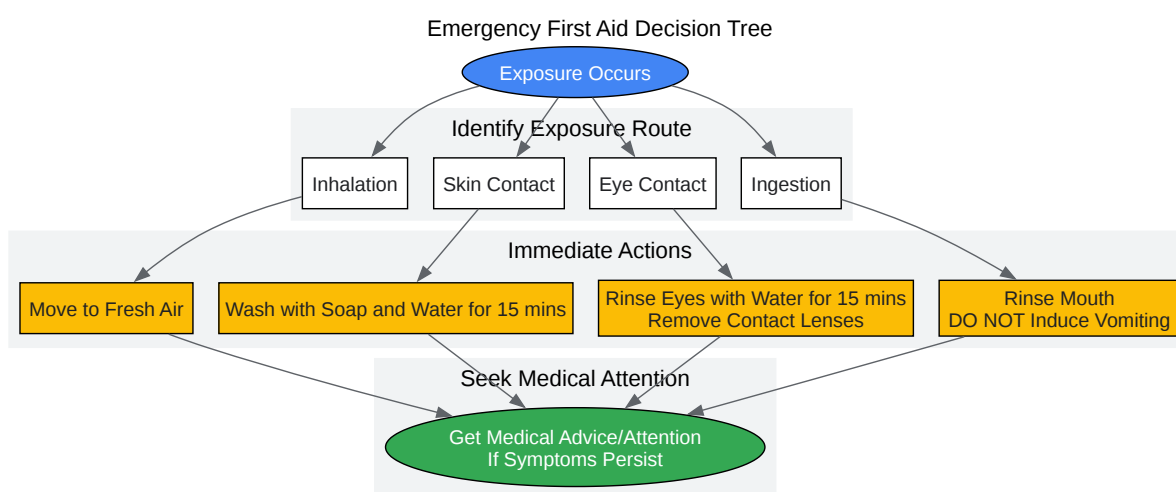 Emergency First Aid Decision Tree
Exposure Occurs
Identify Exposure Route
Inhalation
Skin Contact
Eye Contact
Ingestion
Immediate Actions
Move to Fresh Air
Wash with Soap and Water for 15 mins
Rinse Eyes with Water for 15 mins
Remove Contact Lenses
Rinse Mouth
DO NOT Induce Vomiting
Seek Medical Attention
Get Medical Advice/Attention
If Symptoms Persist